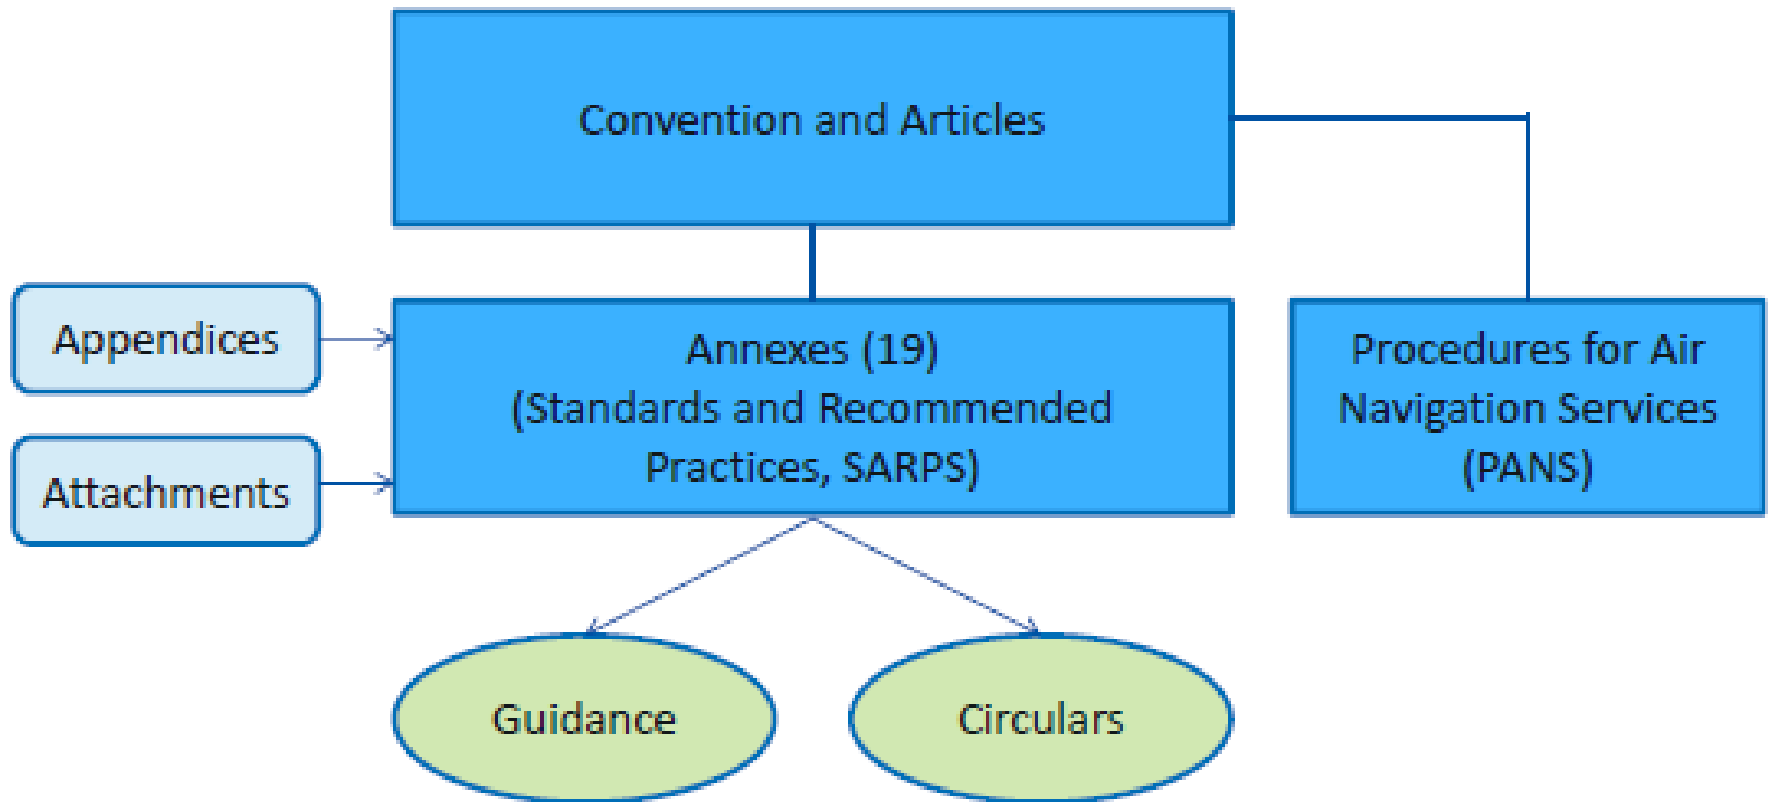 Convention and Articles
Appendices
Attachments
Annexes (19)
(Standards and Recommended
Practices, SARPS)
Procedures for Air
Navigation Services
(PANS)
Guidance
Circulars